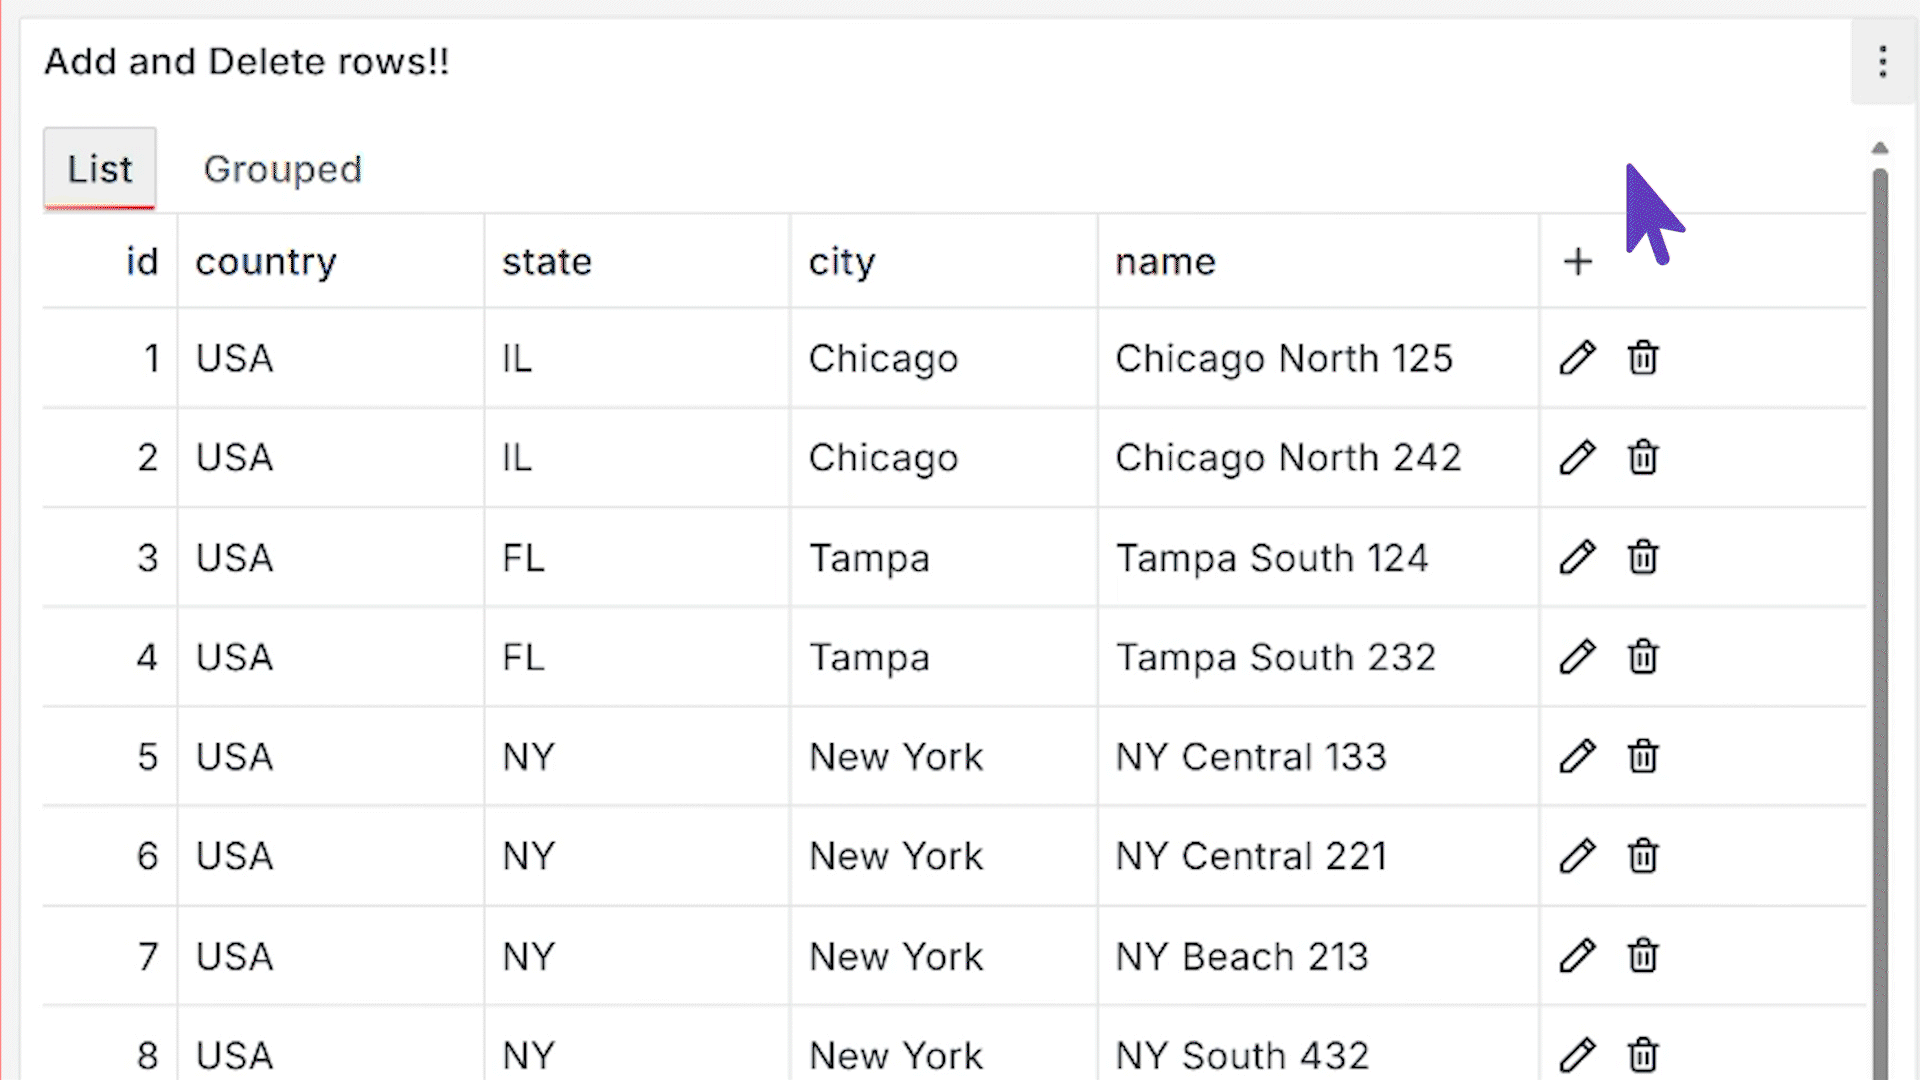 Add and Delete rows!!
List Grouped
id country state city name +
1 USA IL Chicago Chicago North 125
2 USA IL Chicago Chicago North 242
3 USA FL Tampa Tampa South 124
4 USA FL Tampa Tampa South 232
5 USA NY New York NY Central 133
6 USA NY New York NY Central 221
7 USA NY New York NY Beach 213
8 USA NY New York NY South 432